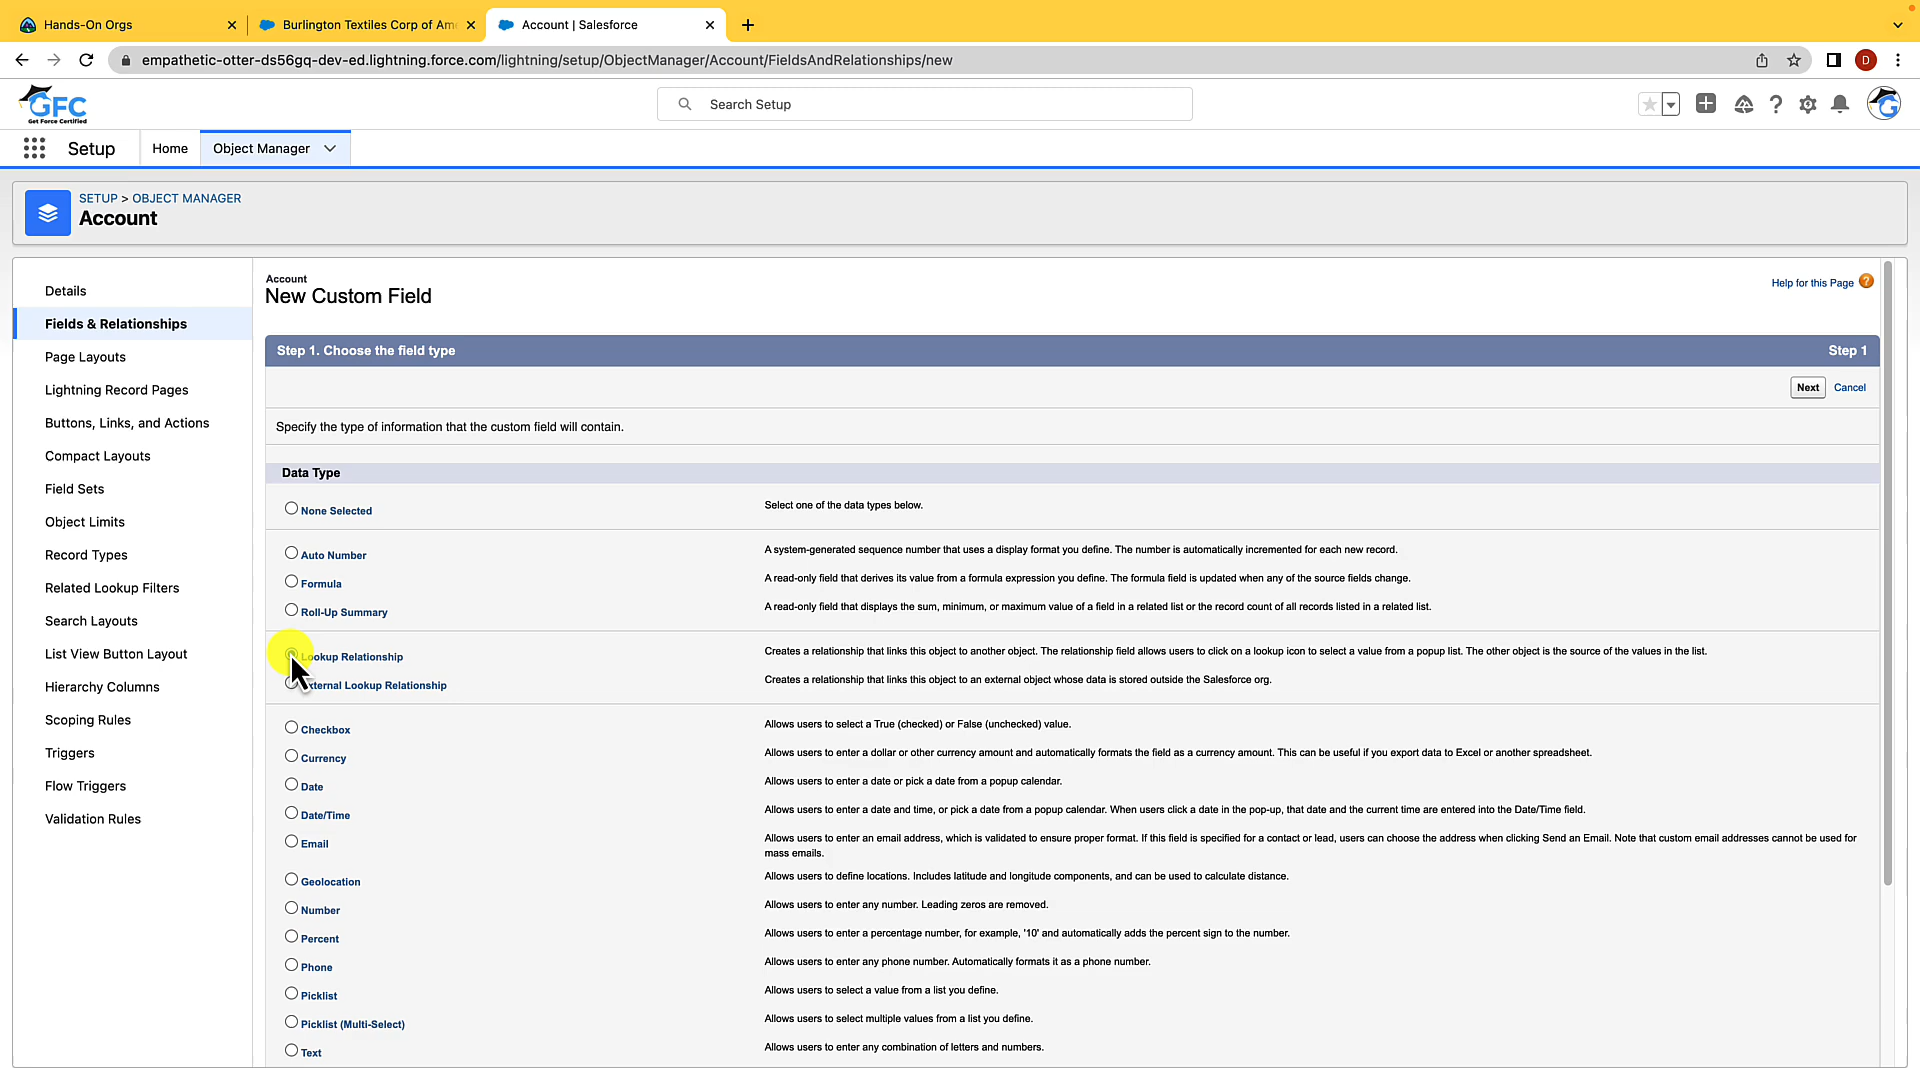 Hands-On Orgs
Burlington Textiles Corp of Am
Account | Salesforce
empathetic-otter-ds56gq-dev-ed.lightning.force.com/lightning/setup/ObjectManager/Account/FieldsAndRelationships/new
D
GFC
Get Force Certified
Search Setup
Setup
Home
Object Manager
SETUP > OBJECT MANAGER
Account
Details
Fields & Relationships
Page Layouts
Lightning Record Pages
Buttons, Links, and Actions
Compact Layouts
Field Sets
Object Limits
Record Types
Related Lookup Filters
Search Layouts
List View Button Layout
Hierarchy Columns
Scoping Rules
Triggers
Flow Triggers
Validation Rules
Account
New Custom Field
Help for this Page
Step 1. Choose the field type
Step 1
Next
Cancel
Specify the type of information that the custom field will contain.
Data Type
None Selected
Select one of the data types below.
Auto Number
A system-generated sequence number that uses a display format you define. The number is automatically incremented for each new record.
Formula
A read-only field that derives its value from a formula expression you define. The formula field is updated when any of the source fields change.
Roll-Up Summary
A read-only field that displays the sum, minimum, or maximum value of a field in a related list or the record count of all records listed in a related list.
Lookup Relationship
Creates a relationship that links this object to another object. The relationship field allows users to click on a lookup icon to select a value from a popup list. The other object is the source of the values in the list.
External Lookup Relationship
Creates a relationship that links this object to an external object whose data is stored outside the Salesforce org.
Checkbox
Allows users to select a True (checked) or False (unchecked) value.
Currency
Allows users to enter a dollar or other currency amount and automatically formats the field as a currency amount. This can be useful if you export data to Excel or another spreadsheet.
Date
Allows users to enter a date or pick a date from a popup calendar.
Date/Time
Allows users to enter a date and time, or pick a date from a popup calendar. When users click a date in the pop-up, that date and the current time are entered into the Date/Time field.
Email
Allows users to enter an email address, which is validated to ensure proper format. If this field is specified for a contact or lead, users can choose the address when clicking Send an Email. Note that custom email addresses cannot be used for
mass emails.
Geolocation
Allows users to define locations. Includes latitude and longitude components, and can be used to calculate distance.
Number
Allows users to enter any number. Leading zeros are removed.
Percent
Allows users to enter a percentage number, for example, '10' and automatically adds the percent sign to the number.
Phone
Allows users to enter any phone number. Automatically formats it as a phone number.
Picklist
Allows users to select a value from a list you define.
Picklist (Multi-Select)
Allows users to select multiple values from a list you define.
Text
Allows users to enter any combination of letters and numbers.